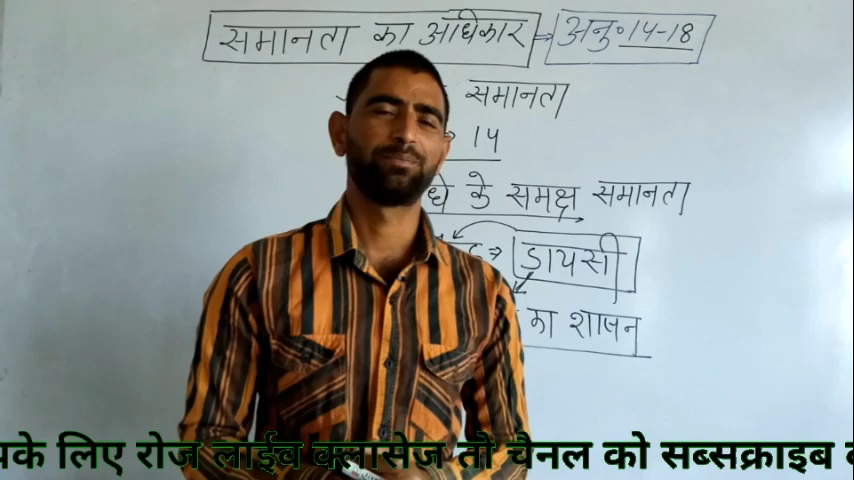 समानता का अधिकार ⇒ अनु॰ 14-18
समानता
14
के समक्ष समानता
⇒ डायसी
का शासन
लिए रोज़ लाईव क्लासेज तो चैनल को सब्सक्राइब